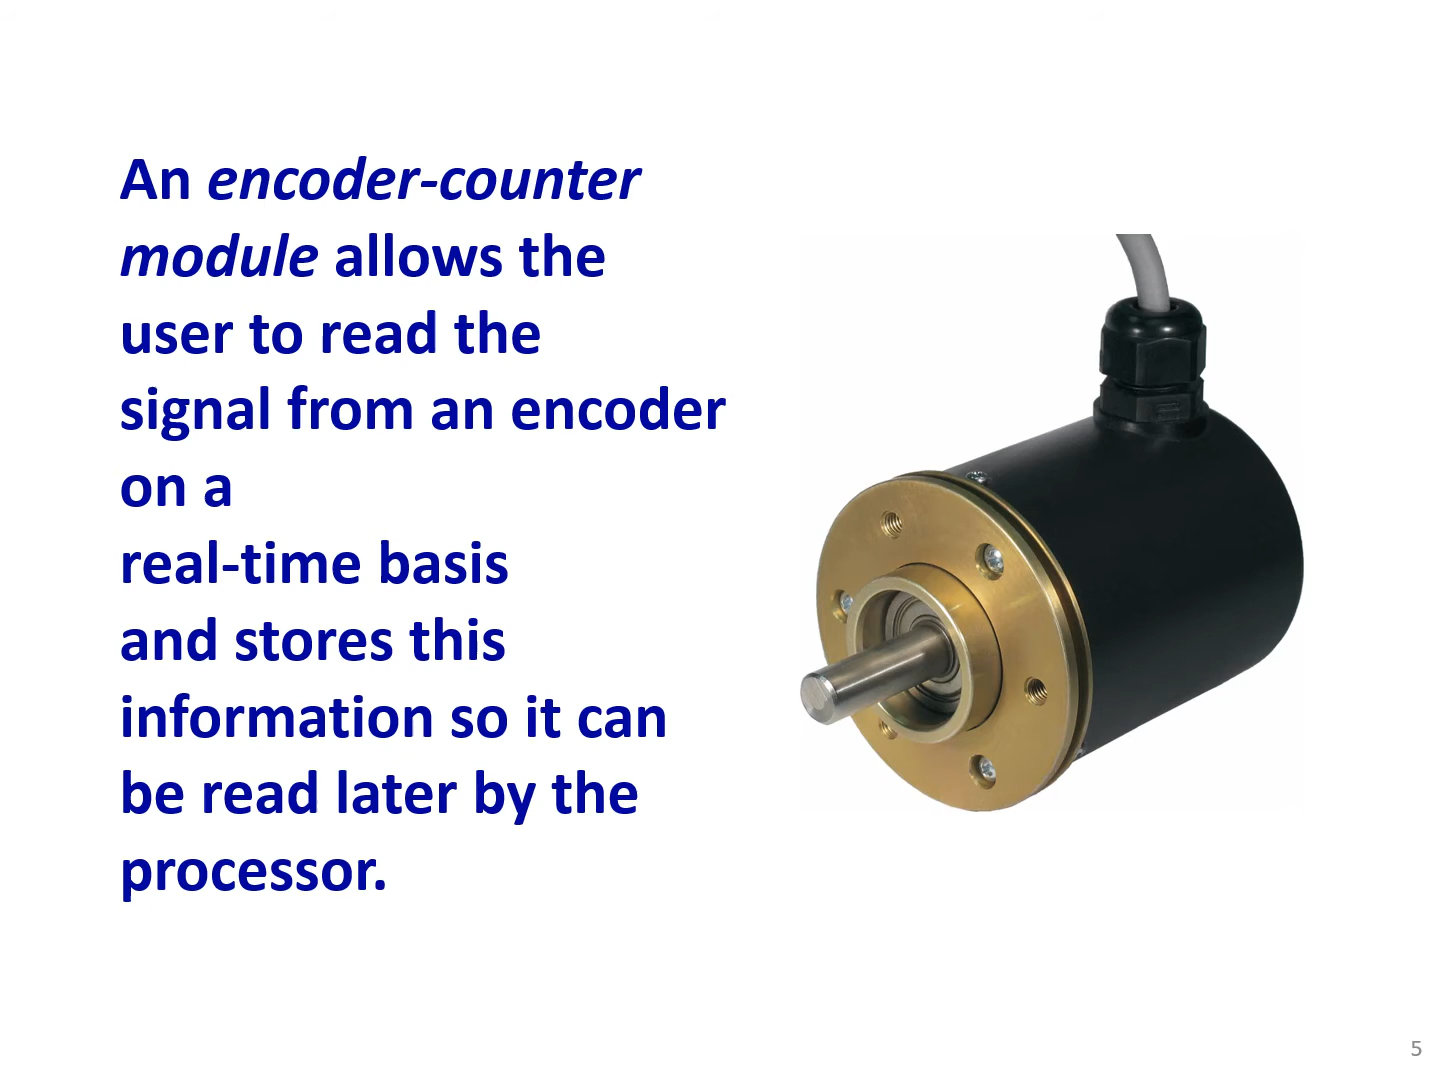 An encoder-counter
module allows the
user to read the
signal from an encoder
on a
real-time basis
and stores this
information so it can
be read later by the
processor.
5